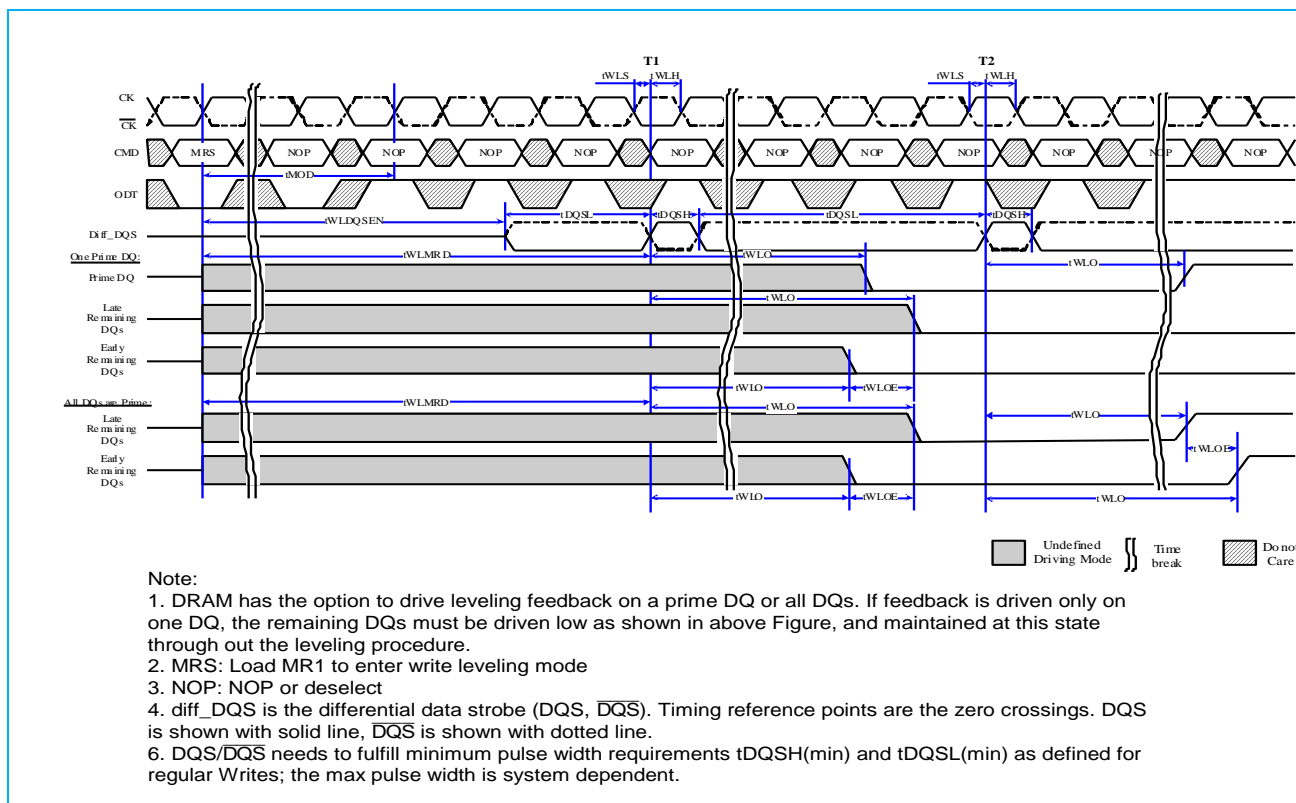 T1 T2
tWLS tWLH tWLS tWLH
CK
CK
CMD MRS NOP NOP NOP NOP NOP NOP NOP NOP NOP NOP NOP
tMOD
ODT
tWLDQSEN tDQSL tDQSH tDQSL tDQSH
Diff_DQS
One Prime DQ: tWLMRD tWLO tWLO
Prime DQ
tWLO
Late
Remaining
DQs
Early
Remaining
DQs
tWLO tWLOE
All DQs are Prime: tWLMRD tWLO
Late
Remaining
DQs
tWLO
tWLOE
Early
Remaining
DQs
tWLO tWLOE tWLO
Undefined
Driving Mode
Time
break
Do not
Care
Note:
1. DRAM has the option to drive leveling feedback on a prime DQ or all DQs. If feedback is driven only on
one DQ, the remaining DQs must be driven low as shown in above Figure, and maintained at this state
through out the leveling procedure.
2. MRS: Load MR1 to enter write leveling mode
3. NOP: NOP or deselect
4. diff_DQS is the differential data strobe (DQS, DQS). Timing reference points are the zero crossings. DQS
is shown with solid line, DQS is shown with dotted line.
6. DQS/DQS needs to fulfill minimum pulse width requirements tDQSH(min) and tDQSL(min) as defined for
regular Writes; the max pulse width is system dependent.